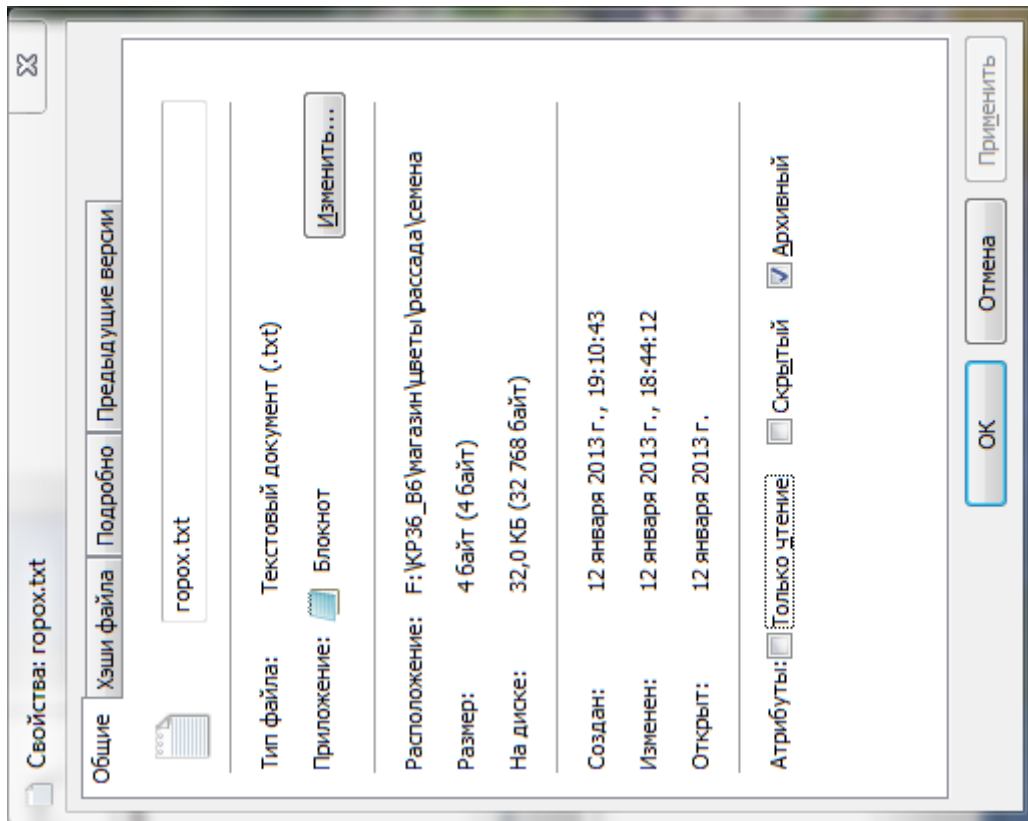 Свойства: горох.txt
Общие Хэши файла Подробно Предыдущие версии
горох.txt
Тип файла: Текстовый документ (.txt)
Приложение: Блокнот Изменить...
Расположение: F:\КР36_В6\магазин\цветы\рассада\семена
Размер: 4 байт (4 байт)
На диске: 32,0 КБ (32 768 байт)
Создан: 12 января 2013 г., 19:10:43
Изменен: 12 января 2013 г., 18:44:12
Открыт: 12 января 2013 г.
Атрибуты: Только чтение Скрытый Архивный
ОК Отмена Применить